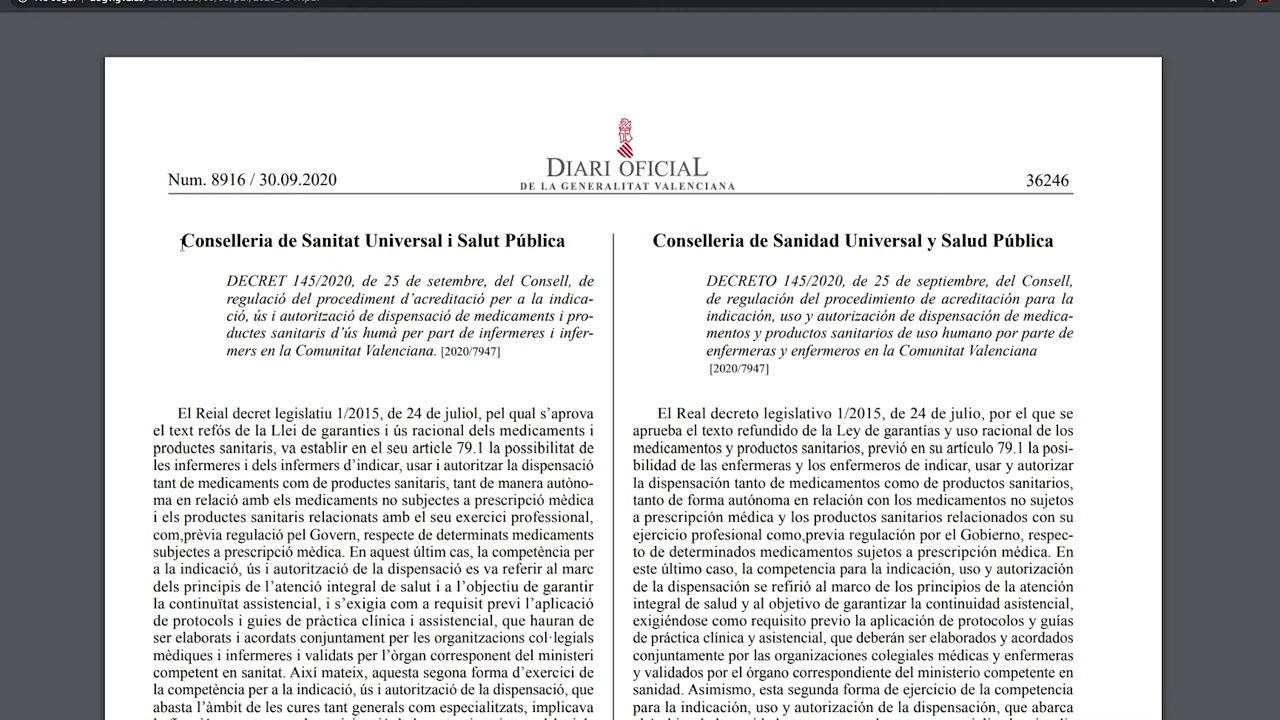 DIARI OFICIAL
DE LA GENERALITAT VALENCIANA
Num. 8916 / 30.09.2020
36246
Conselleria de Sanitat Universal i Salut Pública
DECRET 145/2020, de 25 de setembre, del Consell, de
regulació del procediment d’acreditació per a la indica-
ció, ús i autorització de dispensació de medicaments i pro-
ductes sanitaris d’ús humà per part de infermeres i infer-
mers en la Comunitat Valenciana. [2020/7947]
El Reial decret legislatiu 1/2015, de 24 de juliol, pel qual s’aprova
el text refós de la Llei de garanties i ús racional dels medicaments i
productes sanitaris, va establir en el seu article 79.1 la possibilitat de
les infermeres i dels infermers d’indicar, usar i autoritzar la dispensació
tant de medicaments com de productes sanitaris, tant de manera autòno-
ma en relació amb els medicaments no subjectes a prescripció mèdica
i els productes sanitaris relacionats amb el seu exercici professional,
com,prèvia regulació pel Govern, respecte de determinats medicaments
subjectes a prescripció mèdica. En aquest últim cas, la competència per
a la indicació, ús i autorització de la dispensació es va referir al marc
dels principis de l’atenció integral de salut i a l’objectiu de garantir
la continuïtat assistencial, i s’exigia com a requisit previ l’aplicació
de protocols i guies de pràctica clínica i assistencial, que hauran de
ser elaborats i acordats conjuntament per les organitzacions col·legials
mèdiques i infermeres i validats per l’òrgan corresponent del ministeri
competent en sanitat. Així mateix, aquesta segona forma d’exercici de
la competència per a la indicació, ús i autorització de la dispensació, que
abasta l’àmbit de les cures tant generals com especialitzats, implicava
Conselleria de Sanidad Universal y Salud Pública
DECRETO 145/2020, de 25 de septiembre, del Consell,
de regulación del procedimiento de acreditación para la
indicación, uso y autorización de dispensación de medica-
mentos y productos sanitarios de uso humano por parte de
enfermeras y enfermeros en la Comunitat Valenciana
[2020/7947]
El Real decreto legislativo 1/2015, de 24 de julio, por el que se
aprueba el texto refundido de la Ley de garantías y uso racional de los
medicamentos y productos sanitarios, previó en su artículo 79.1 la posi-
bilidad de las enfermeras y los enfermeros de indicar, usar y autorizar
la dispensación tanto de medicamentos como de productos sanitarios,
tanto de forma autónoma en relación con los medicamentos no sujetos
a prescripción médica y los productos sanitarios relacionados con su
ejercicio profesional como,previa regulación por el Gobierno, respec-
to de determinados medicamentos sujetos a prescripción médica. En
este último caso, la competencia para la indicación, uso y autorización
de la dispensación se refirió al marco de los principios de la atención
integral de salud y al objetivo de garantizar la continuidad asistencial,
exigiéndose como requisito previo la aplicación de protocolos y guías
de práctica clínica y asistencial, que deberán ser elaborados y acordados
conjuntamente por las organizaciones colegiales médicas y enfermeras
y validados por el órgano correspondiente del ministerio competente en
sanidad. Asimismo, esta segunda forma de ejercicio de la competencia
para la indicación, uso y autorización de la dispensación, que abarca